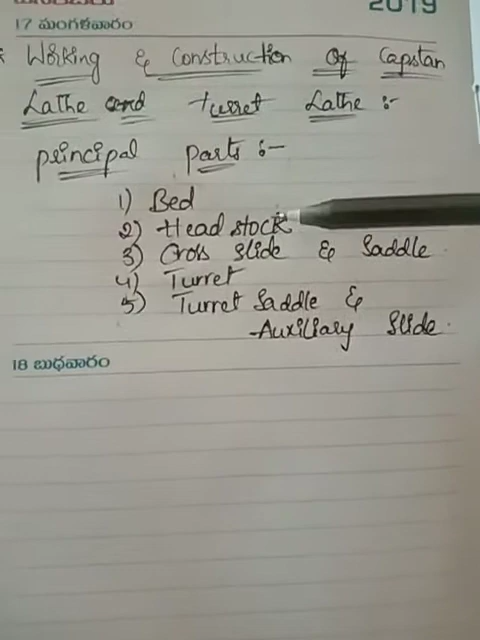 2019
17 మంగళవారం
Working & Construction Of Capstan
Lathe and turret Lathe :-
principal parts :-
1) Bed
2) Head stock
3) Cross slide & Saddle
4) Turret
5) Turret Saddle &
Auxiliary Slide.
18 బుధవారం